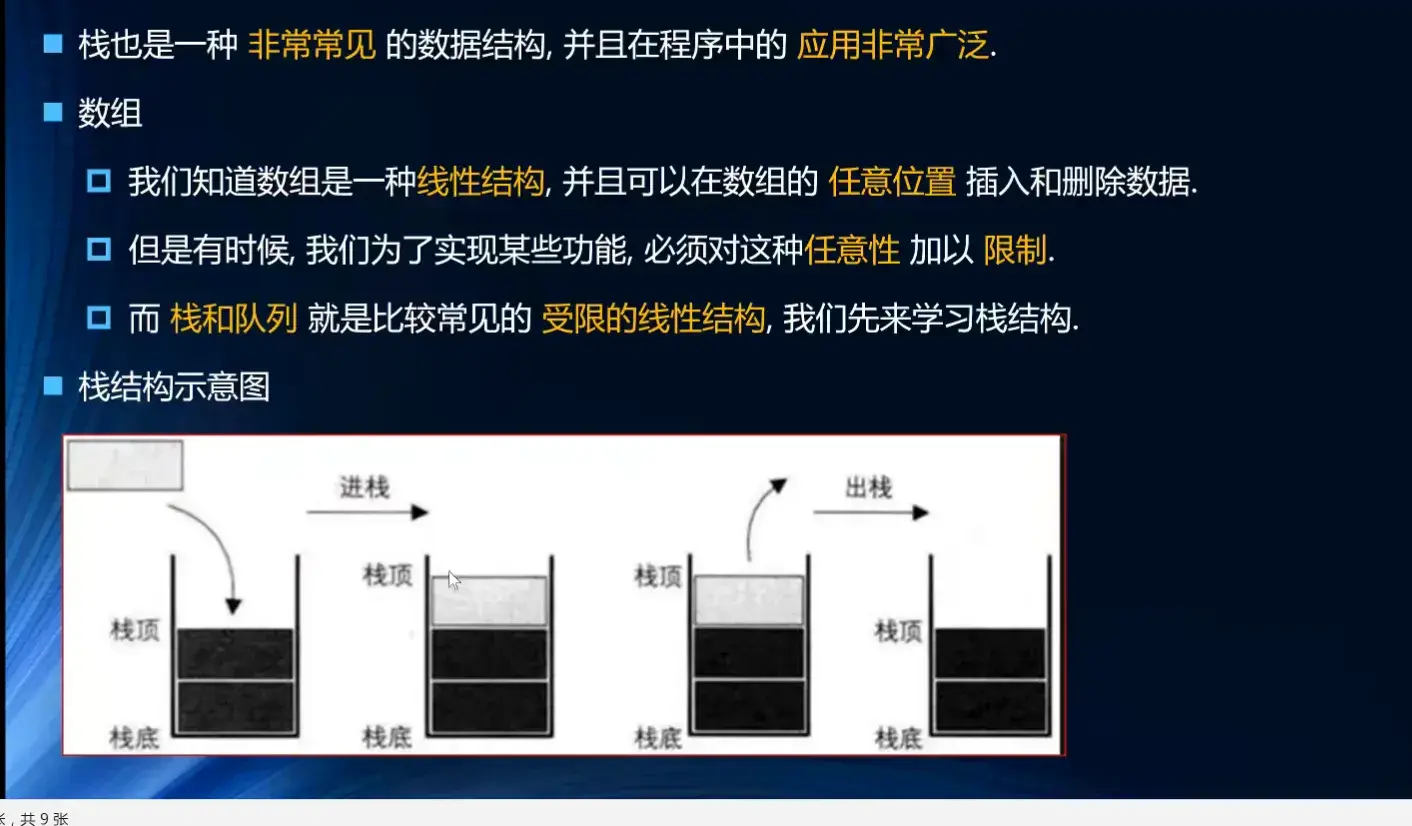 栈也是一种 非常常见 的数据结构, 并且在程序中的 应用非常广泛.
数组
我们知道数组是一种线性结构, 并且可以在数组的 任意位置 插入和删除数据.
但是有时候, 我们为了实现某些功能, 必须对这种任意性 加以 限制.
而 栈和队列 就是比较常见的 受限的线性结构, 我们先来学习栈结构.
栈结构示意图
进栈
出栈
栈顶
栈顶
栈顶
栈顶
栈底
栈底
栈底
栈底
, 共 9 张